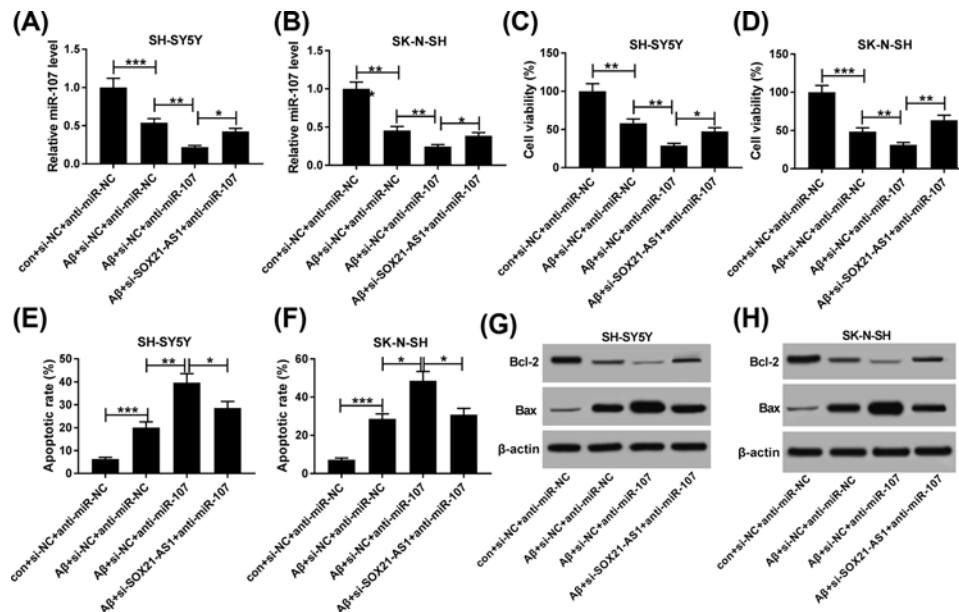 (A)
SH-SY5Y
Relative miR-107 level
1.5
1.0
0.5
0.0
***
**
*
con+si-NC+anti-miR-NC
Aβ+si-NC+anti-miR-NC
Aβ+si-NC+anti-miR-107
Aβ+si-SOX21-AS1+anti-miR-107
(B)
SK-N-SH
Relative miR-107 level
1.5
1.0
0.5
0.0
**
*
**
*
con+si-NC+anti-miR-NC
Aβ+si-NC+anti-miR-NC
Aβ+si-NC+anti-miR-107
Aβ+si-SOX21-AS1+anti-miR-107
(C)
SH-SY5Y
Cell viability (%)
150
100
50
0
**
**
*
con+si-NC+anti-miR-NC
Aβ+si-NC+anti-miR-NC
Aβ+si-NC+anti-miR-107
Aβ+si-SOX21-AS1+anti-miR-107
(D)
SK-N-SH
Cell viability (%)
150
100
50
0
***
**
**
con+si-NC+anti-miR-NC
Aβ+si-NC+anti-miR-NC
Aβ+si-NC+anti-miR-107
Aβ+si-SOX21-AS1+anti-miR-107
(E)
SH-SY5Y
Apoptotic rate (%)
50
40
30
20
10
0
***
**
*
con+si-NC+anti-miR-NC
Aβ+si-NC+anti-miR-NC
Aβ+si-NC+anti-miR-107
Aβ+si-SOX21-AS1+anti-miR-107
(F)
SK-N-SH
Apoptotic rate (%)
60
40
20
0
***
*
*
con+si-NC+anti-miR-NC
Aβ+si-NC+anti-miR-NC
Aβ+si-NC+anti-miR-107
Aβ+si-SOX21-AS1+anti-miR-107
(G)
SH-SY5Y
Bcl-2
Bax
β-actin
con+si-NC+anti-miR-NC
Aβ+si-NC+anti-miR-NC
Aβ+si-NC+anti-miR-107
Aβ+si-SOX21-AS1+anti-miR-107
(H)
SK-N-SH
Bcl-2
Bax
β-actin
con+si-NC+anti-miR-NC
Aβ+si-NC+anti-miR-NC
Aβ+si-NC+anti-miR-107
Aβ+si-SOX21-AS1+anti-miR-107